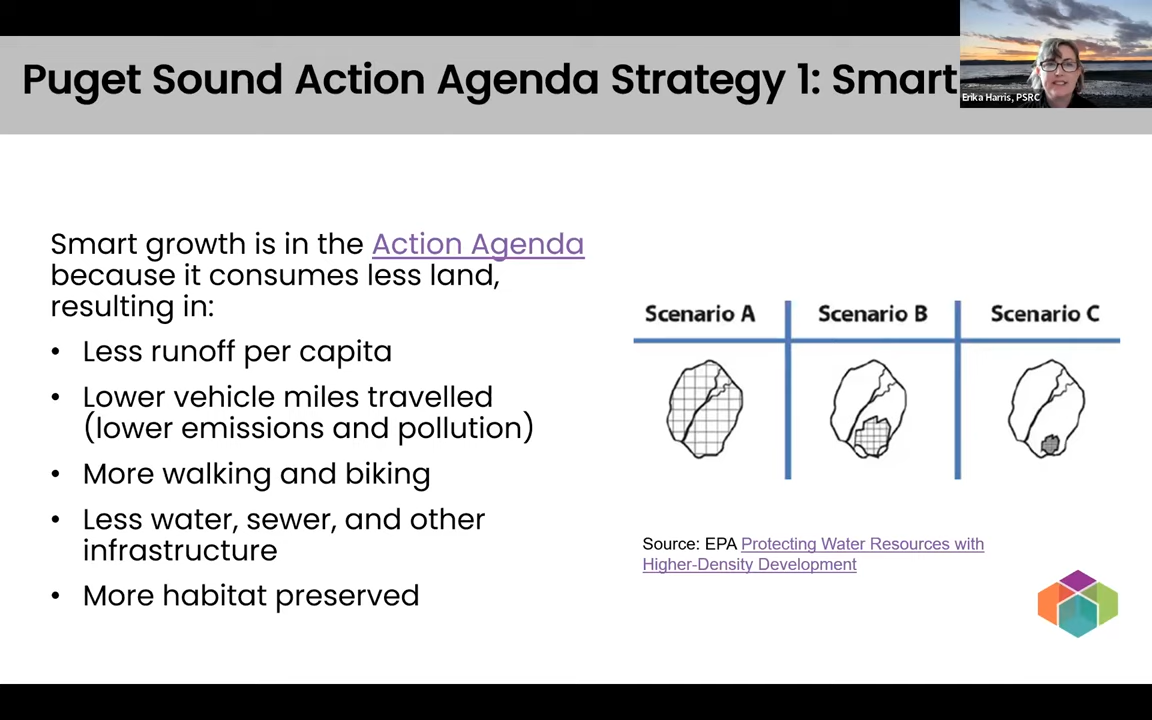 Puget Sound Action Agenda Strategy 1: Smart
Erika Harris, PSRC
Smart growth is in the Action Agenda
because it consumes less land,
resulting in:
• Less runoff per capita
• Lower vehicle miles travelled
(lower emissions and pollution)
• More walking and biking
• Less water, sewer, and other
infrastructure
• More habitat preserved
Scenario A
Scenario B
Scenario C
Source: EPA Protecting Water Resources with
Higher-Density Development